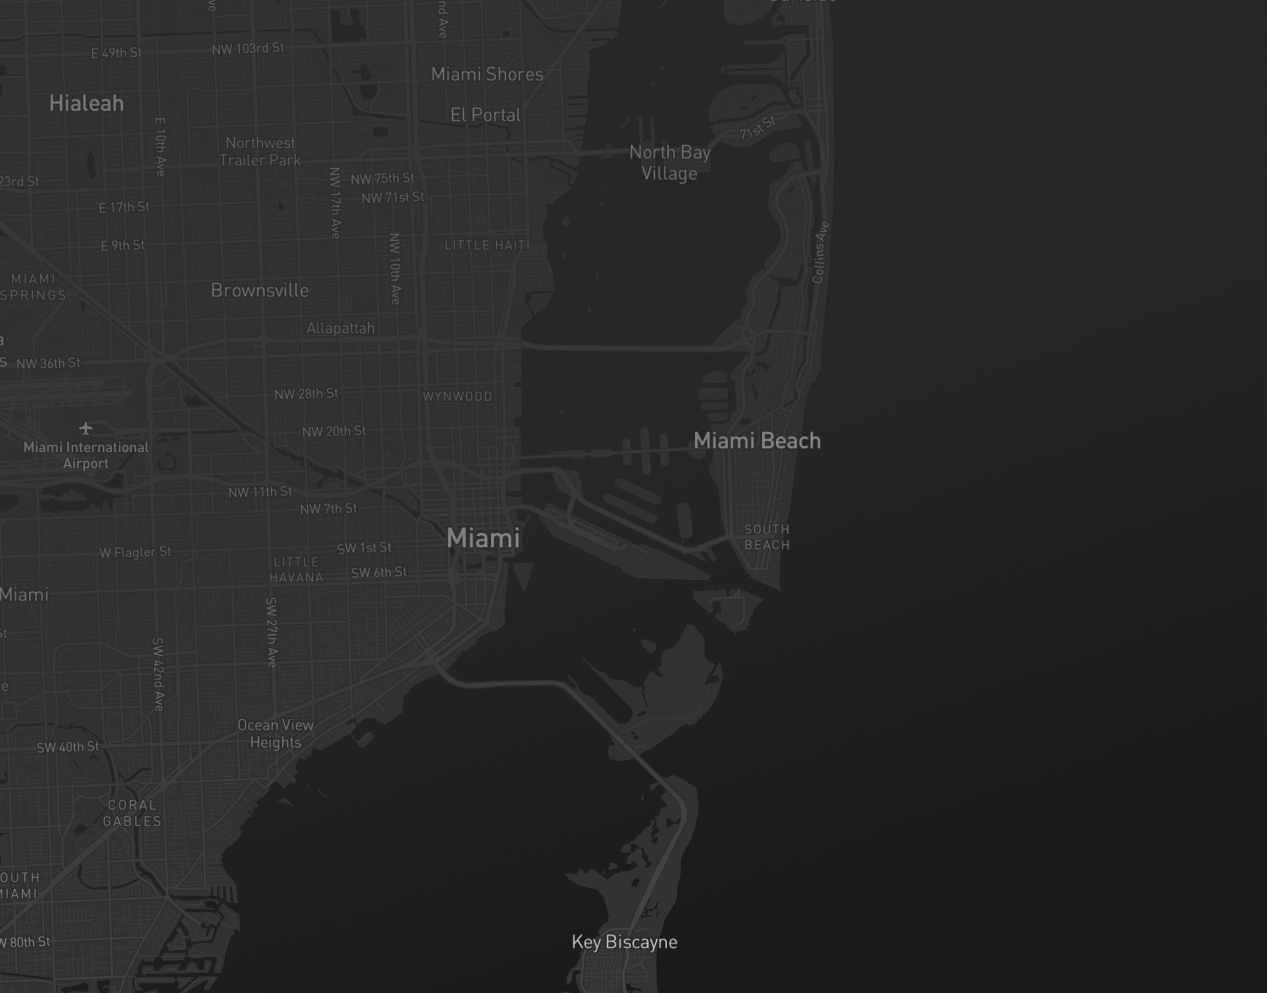 E 49th St
NW 103rd St
Miami Shores
Hialeah
El Portal
71st St
E 10th Ave
Northwest
Trailer Park
North Bay
Village
NW 75th St
23rd St
NW 71st St
NW 17th Ave
E 17th St
E 9th St
LITTLE HAITI
Collins Ave
NW 10th Ave
MIAMI
SPRINGS
Brownsville
Allapattah
NW 36th St
NW 28th St
WYNWOOD
NW 20th St
Miami Beach
Miami International
Airport
NW 11th St
NW 7th St
Miami
SOUTH
BEACH
W Flagler St
SW 1st St
LITTLE
HAVANA
SW 6th St
Miami
SW 27th Ave
SW 42nd Ave
Ocean View
Heights
SW 40th St
CORAL
GABLES
OUTH
MIAMI
W 80th St
Key Biscayne